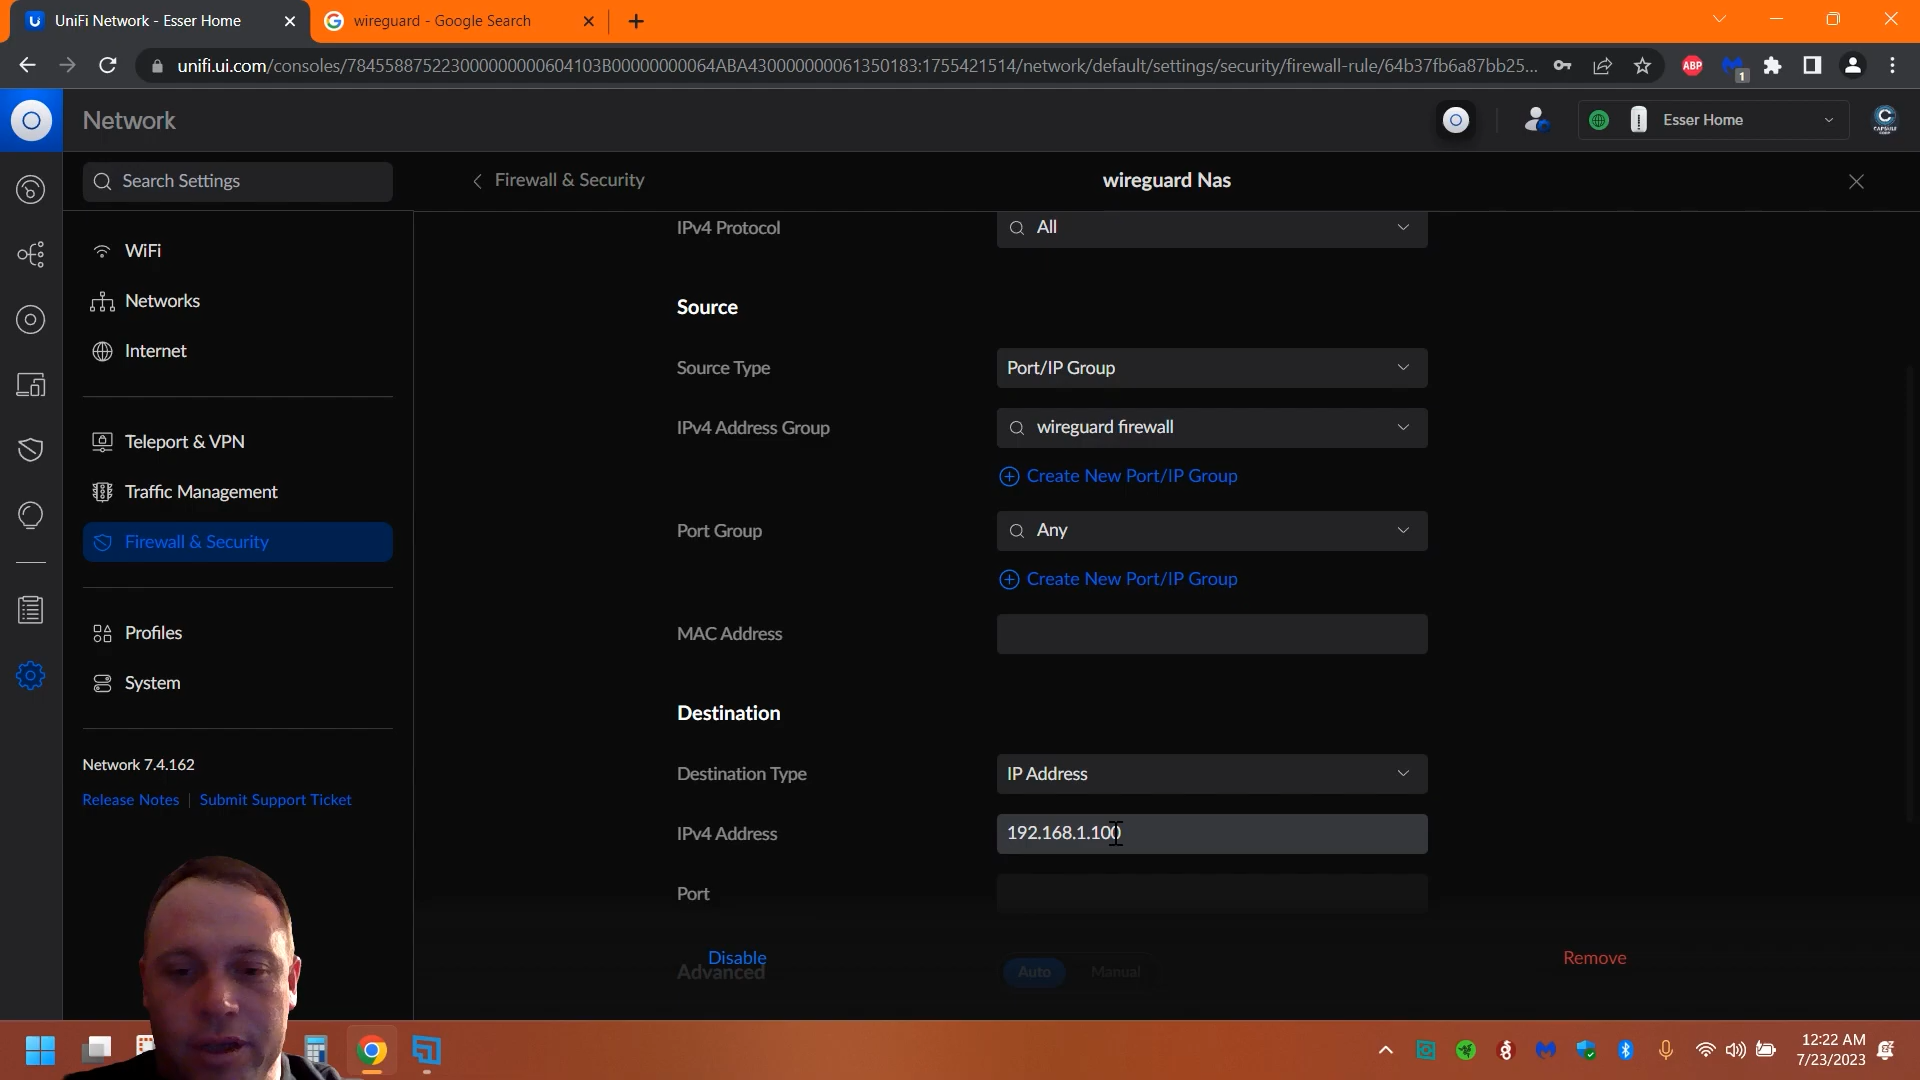 UniFi Network - Esser Home
wireguard - Google Search
unifi.ui.com/consoles/784558875223000000000604103B00000000064ABA430000000061350183:1755421514/network/default/settings/security/firewall-rule/64b37fb6a87bb25...
ABP
1
Network
Esser Home
CAPSULE
CORP
Search Settings
Firewall & Security
wireguard Nas
WiFi
Networks
Internet
Teleport & VPN
Traffic Management
Firewall & Security
Profiles
System
Network 7.4.162
Release Notes | Submit Support Ticket
IPv4 Protocol
All
Source
Source Type
Port/IP Group
IPv4 Address Group
wireguard firewall
Create New Port/IP Group
Port Group
Any
Create New Port/IP Group
MAC Address
Destination
Destination Type
IP Address
IPv4 Address
192.168.1.100
Port
Disable
Remove
Advanced
Auto
Manual
12:22 AM
7/23/2023